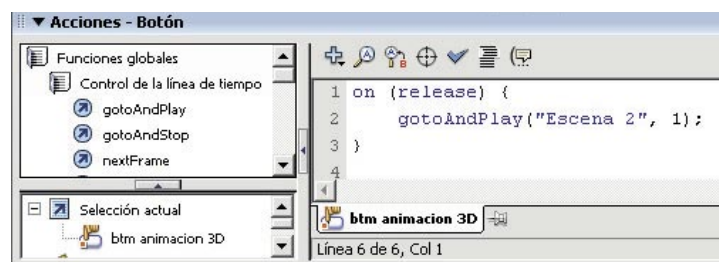 Acciones - Botón
Funciones globales
Control de la línea de tiempo
gotoAndPlay
gotoAndStop
nextFrame
Selección actual
btm animacion 3D
1 on (release) {
2 gotoAndPlay("Escena 2", 1);
3 }
4
btm animacion 3D
Línea 6 de 6, Col 1